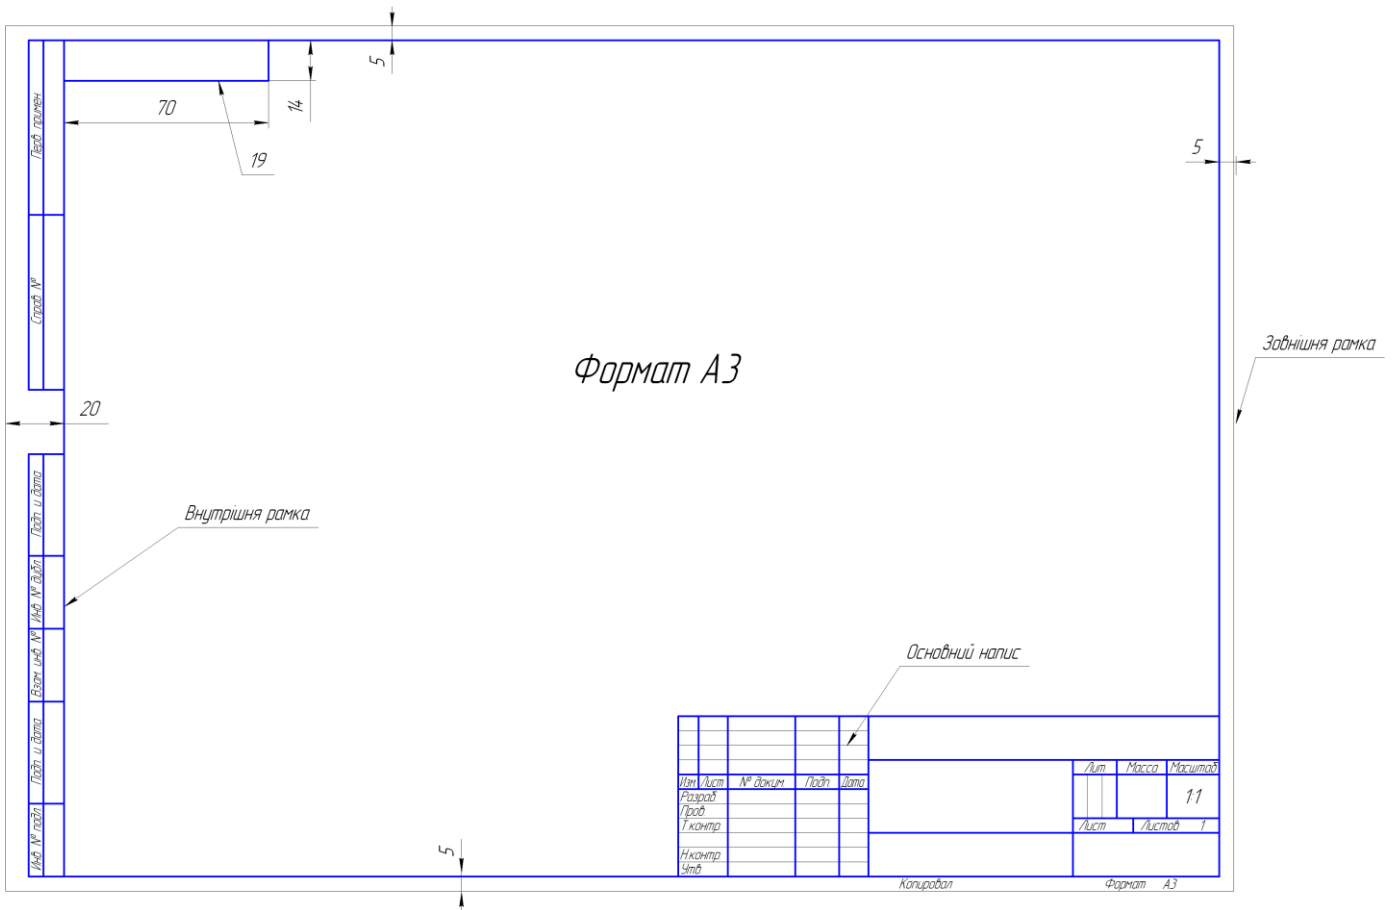 5
70
14
19
5
Перв. примен.
Справ. №
Формат А3
Зовнішня рамка
20
Внутрішня рамка
Подп. и дата
Инв. № дубл.
Взам. инв. №
Подп. и дата
Инв. № подл.
Основний напис
5
Изм. Лист № докум. Подп. Дата
Разраб.
Пров.
Т.контр.
Н.контр.
Утв.
Лит. Масса Масштаб
1:1
Лист Листов 1
Копировал Формат А3